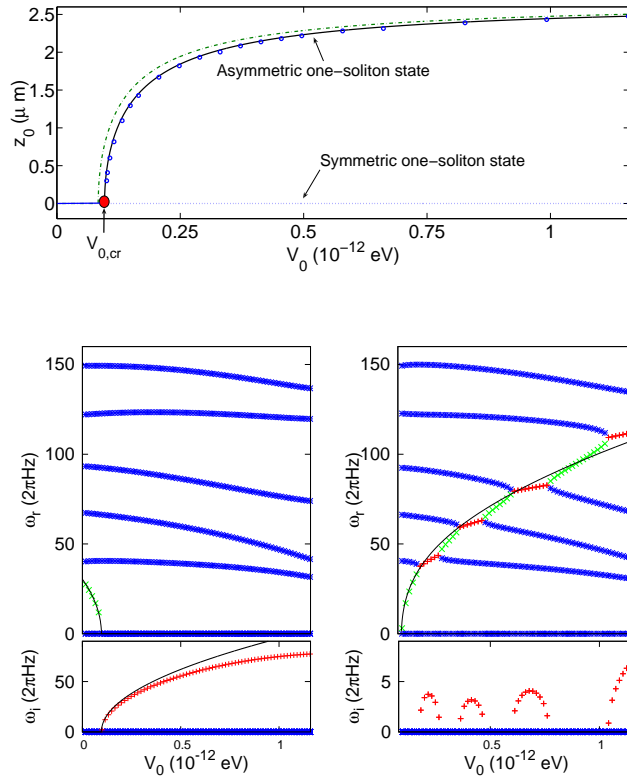 2.5
2
1.5
1
0.5
0
z₀ (μ m)
Asymmetric one−soliton state
Symmetric one−soliton state
0 0.25 0.5 0.75 1
V₀,cr
V₀ (10⁻¹² eV)
150
100
50
0
ωᵣ (2πHz)
150
100
50
0
ωᵣ (2πHz)
50
0
ωᵢ (2πHz)
0 0.5 1
V₀ (10⁻¹² eV)
5
0
ωᵢ (2πHz)
0.5 1
V₀ (10⁻¹² eV)